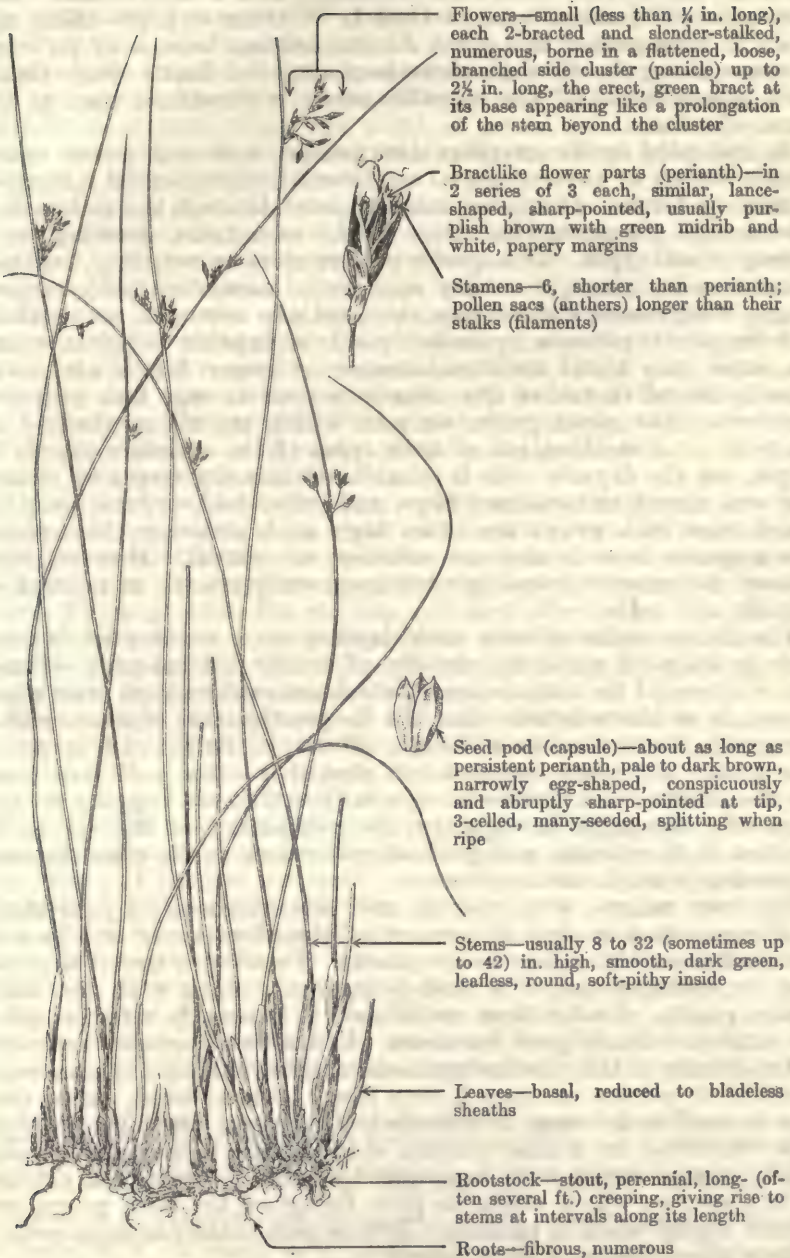 Flowers—small (less than ¼ in. long),
each 2-bracted and slender-stalked,
numerous, borne in a flattened, loose,
branched side cluster (panicle) up to
2½ in. long, the erect, green bract at
its base appearing like a prolongation
of the stem beyond the cluster
Bractlike flower parts (perianth)—in
2 series of 3 each, similar, lance-
shaped, sharp-pointed, usually pur-
plish brown with green midrib and
white, papery margins
Stamens—6, shorter than perianth;
pollen sacs (anthers) longer than their
stalks (filaments)
Seed pod (capsule)—about as long as
persistent perianth, pale to dark brown,
narrowly egg-shaped, conspicuously
and abruptly sharp-pointed at tip,
3-celled, many-seeded, splitting when
ripe
Stems—usually 8 to 32 (sometimes up
to 42) in. high, smooth, dark green,
leafless, round, soft-pithy inside
Leaves—basal, reduced to bladeless
sheaths
Rootstock—stout, perennial, long- (of-
ten several ft.) creeping, giving rise to
stems at intervals along its length
Roots—fibrous, numerous